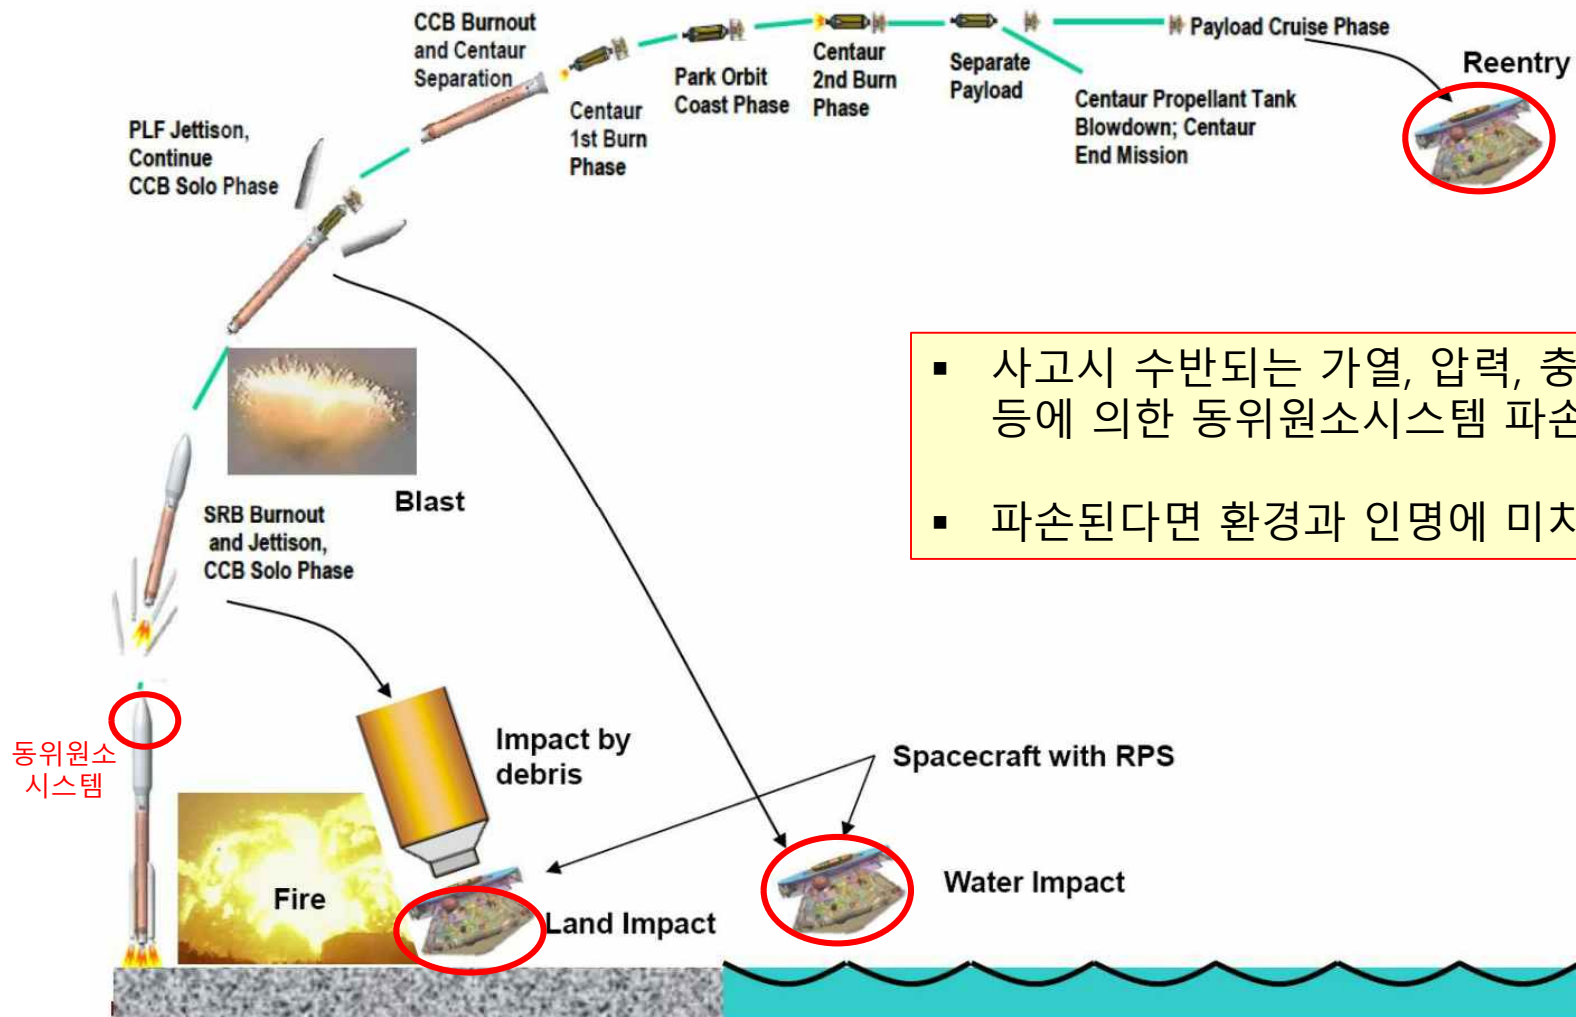 CCB Burnout
and Centaur
Separation
Centaur
1st Burn
Phase
Park Orbit
Coast Phase
Centaur
2nd Burn
Phase
Separate
Payload
Centaur Propellant Tank
Blowdown; Centaur
End Mission
Payload Cruise Phase
Reentry
PLF Jettison,
Continue
CCB Solo Phase
▪ 사고시 수반되는 가열, 압력, 충
등에 의한 동위원소시스템 파손
▪ 파손된다면 환경과 인명에 미치
Blast
SRB Burnout
and Jettison,
CCB Solo Phase
동위원소
시스템
Impact by
debris
Spacecraft with RPS
Fire
Land Impact
Water Impact